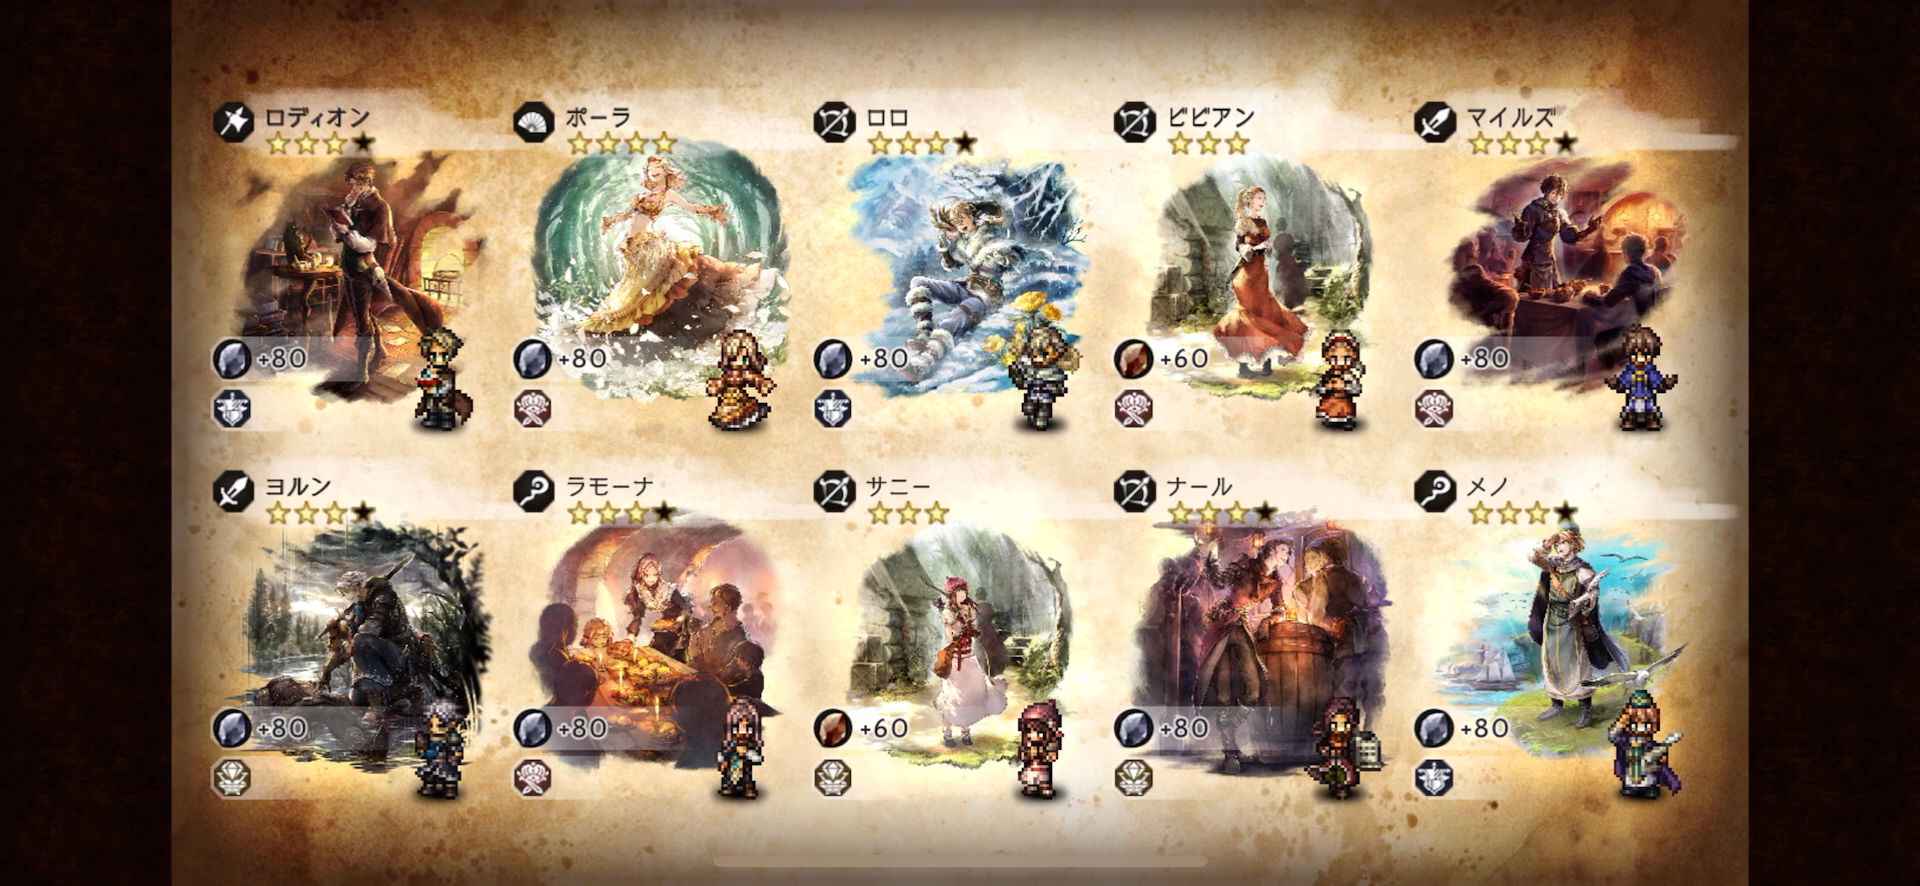 ロディオン
ポーラ
ロロ
ビビアン
マイルズ
+80
+80
+80
+60
+80
ヨルン
ラモーナ
サニー
ナール
メノ
+80
+80
+60
+80
+80